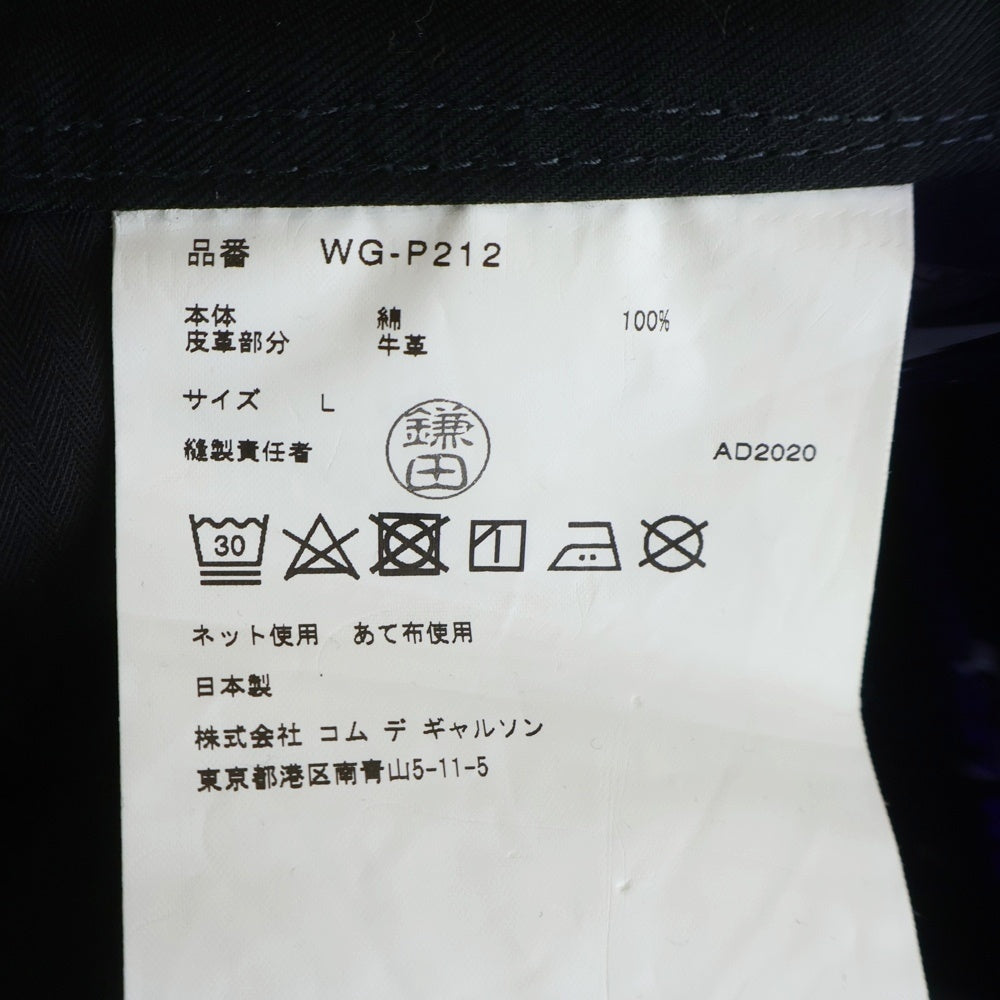 品番 WG-P212
本体 綿 100%
皮革部分 牛革
サイズ L
縫製責任者 鎌田 AD2020
30
ネット使用 あて布使用
日本製
株式会社 コム デ ギャルソン
東京都港区南青山5-11-5